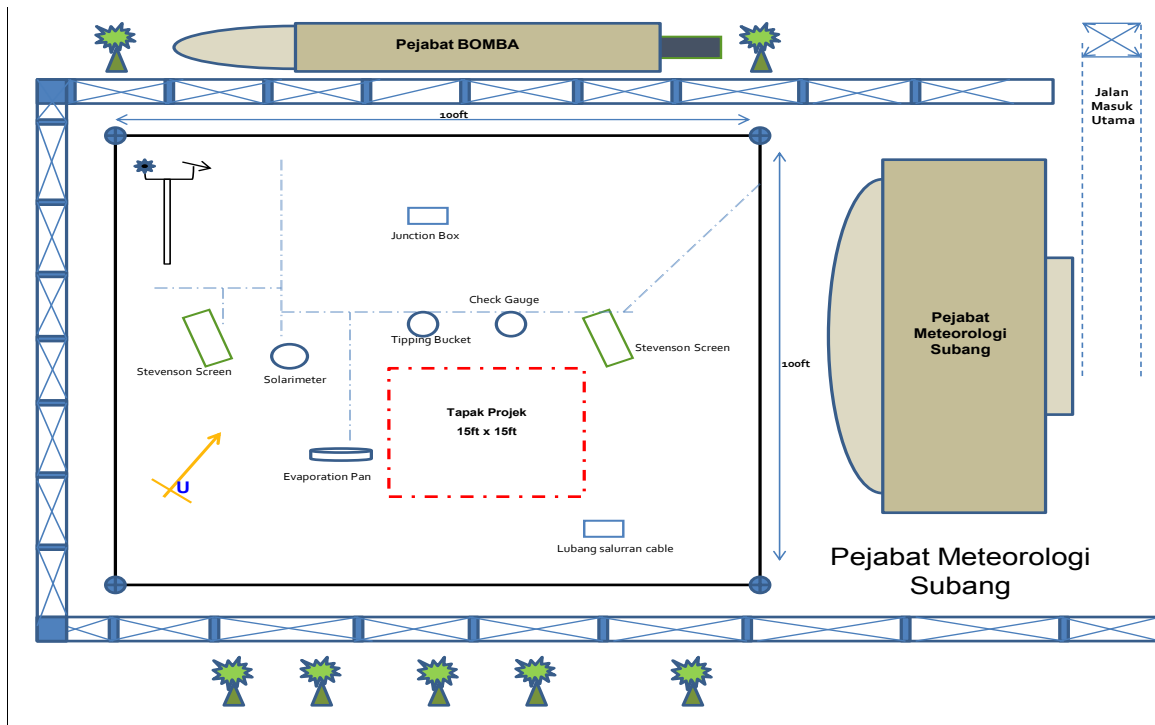 Pejabat BOMBA
Jalan
Masuk
Utama
100ft
Junction Box
Check Gauge
Tipping Bucket
Stevenson Screen
Stevenson Screen
Solarimeter
100ft
Pejabat
Meteorologi
Subang
Tapak Projek
15ft x 15ft
Evaporation Pan
U
Lubang salurran cable
Pejabat Meteorologi
Subang